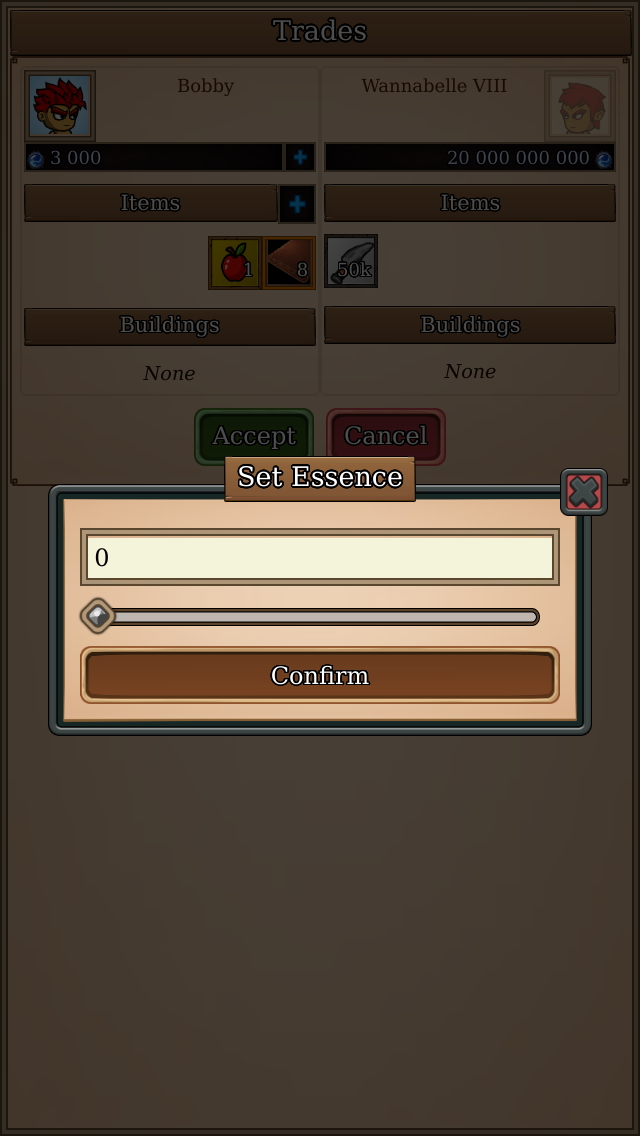 Trades
Bobby
Wannabelle VIII
3 000
20 000 000 000
Items
Items
1
8
50k
Buildings
Buildings
None
None
Accept
Cancel
Set Essence
0
Confirm